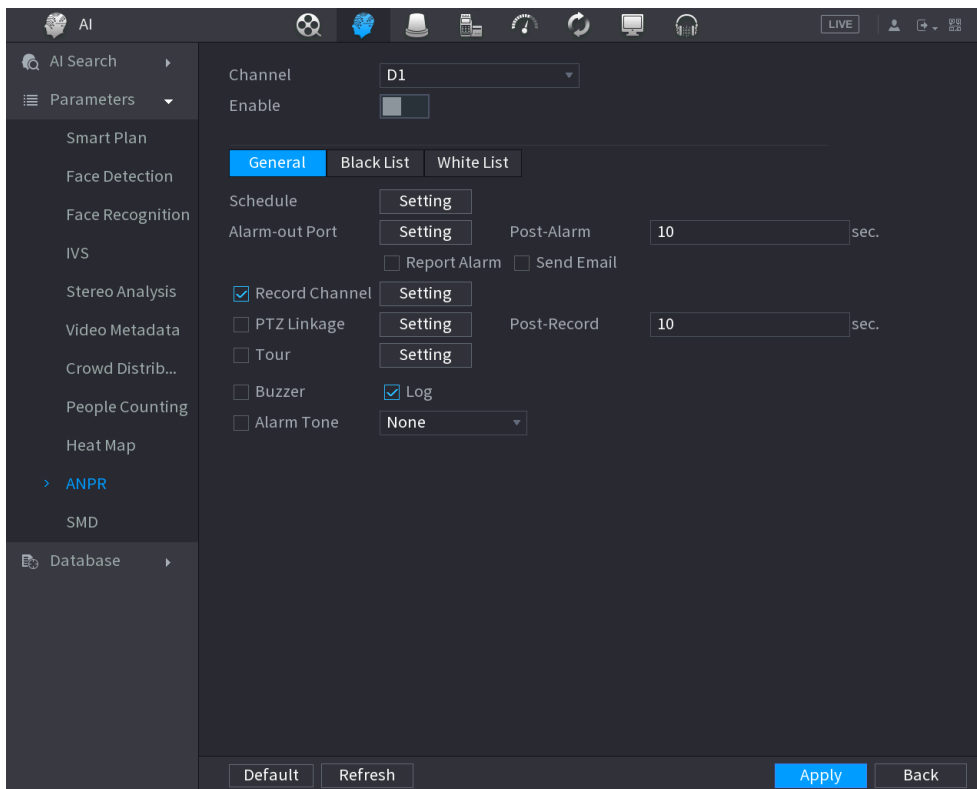 AI
LIVE
AI Search
Parameters
Smart Plan
Face Detection
Face Recognition
IVS
Stereo Analysis
Video Metadata
Crowd Distrib...
People Counting
Heat Map
ANPR
SMD
Database
Channel D1
Enable
General Black List White List
Schedule Setting
Alarm-out Port Setting Post-Alarm 10 sec.
Report Alarm Send Email
Record Channel Setting
PTZ Linkage Setting Post-Record 10 sec.
Tour Setting
Buzzer Log
Alarm Tone None
Default Refresh Apply Back